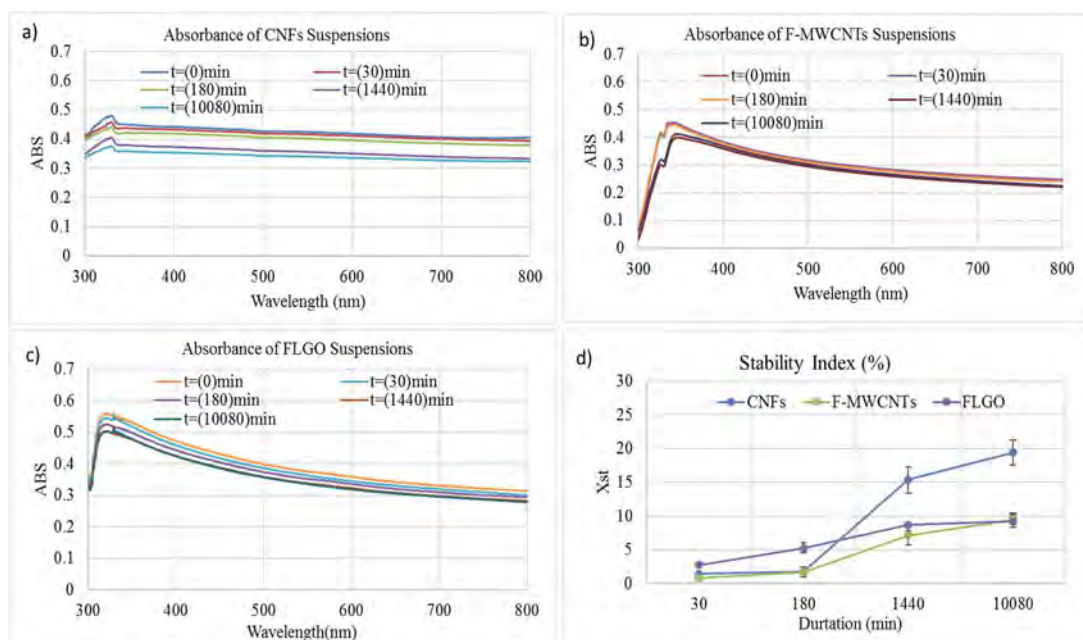 a)
Absorbance of CNFs Suspensions
t=(0)min t=(30)min
t=(180)min t=(1440)min
t=(10080)min
0.7
0.6
0.5
0.4
0.3
0.2
0.1
0
ABS
300 400 500 600 700 800
Wavelength (nm)
b)
Absorbance of F-MWCNTs Suspensions
t=(0)min t=(30)min
t=(180)min t=(1440)min
t=(10080)min
0.7
0.6
0.5
0.4
0.3
0.2
0.1
0
ABS
300 400 500 600 700 800
Wavelength (nm)
c)
Absorbance of FLGO Suspensions
t=(0)min t=(30)min
t=(180)min t=(1440)min
t=(10080)min
0.7
0.6
0.5
0.4
0.3
0.2
0.1
0
ABS
300 400 500 600 700 800
Wavelength(nm)
d)
Stability Index (%)
CNFs F-MWCNTs FLGO
30
25
20
15
10
5
0
Xst
30 180 1440 10080
Durtation (min)